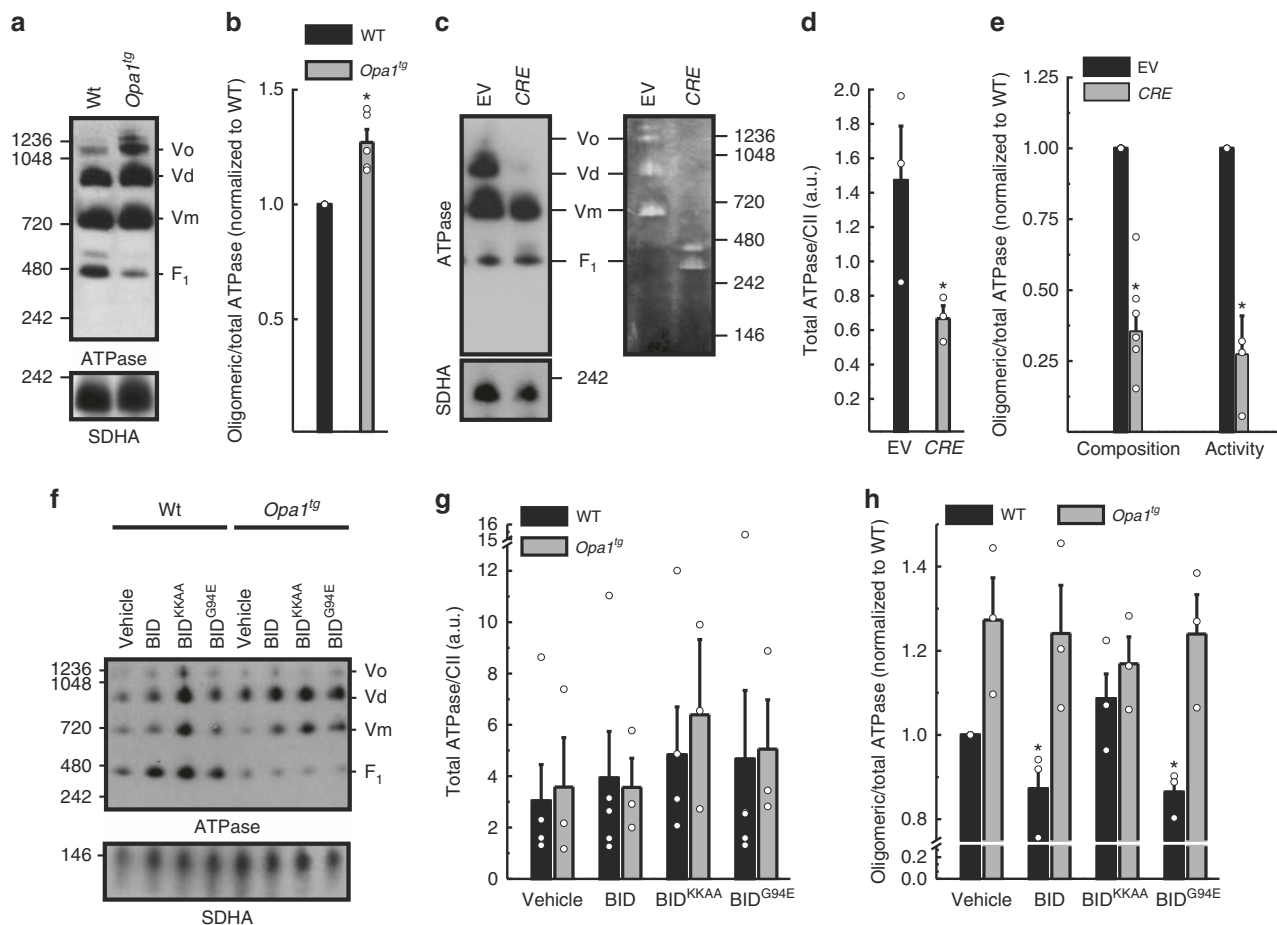 a
Wt
Opa1tg
1236
1048
720
480
242
Vo
Vd
Vm
F1
ATPase
242
SDHA
b
WT
Opa1tg
Oligomeric/total ATPase (normalized to WT)
1.5
1.0
0.5
*
c
EV
CRE
EV
CRE
ATPase
Vo
Vd
Vm
F1
1236
1048
720
480
242
146
SDHA
242
d
Total ATPase/CII (a.u.)
2.0
1.8
1.6
1.4
1.2
1.0
0.8
0.6
0.4
0.2
*
EV
CRE
e
EV
CRE
Oligomeric/total ATPase (normalized to WT)
1.25
1.00
0.75
0.50
0.25
*
*
Composition
Activity
f
Wt
Opa1tg
Vehicle
BID
BIDKKAA
BIDG94E
Vehicle
BID
BIDKKAA
BIDG94E
1236
1048
720
480
242
Vo
Vd
Vm
F1
ATPase
146
SDHA
g
WT
Opa1tg
Total ATPase/CII (a.u.)
16
15
12
10
8
6
4
2
0
Vehicle
BID
BIDKKAA
BIDG94E
h
WT
Opa1tg
Oligomeric/total ATPase (normalized to WT)
1.4
1.2
1.0
0.8
0.2
0.0
*
*
Vehicle
BID
BIDKKAA
BIDG94E